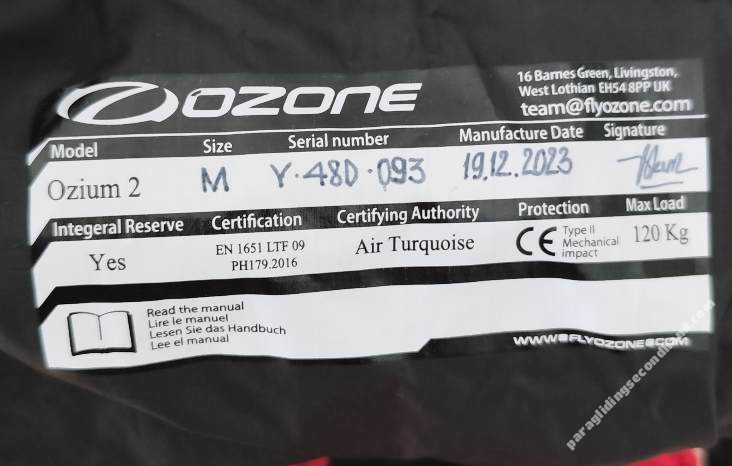 OZONE
16 Barnes Green, Livingston,
West Lothian EH54 8PP UK
team@flyozone.com
Model Size Serial number Manufacture Date Signature
Ozium 2 M Y-48D-093 19.12.2023
Integeral Reserve Certification Certifying Authority Protection Max Load
Yes EN 1651 LTF 09 Air Turquoise CE Type II 120 Kg
PH179.2016 Mechanical
impact
Read the manual
Lire le manuel
Lesen Sie das Handbuch
Lee el manual
WWW.FLYOZONE.COM
paraglidingsecondhand.com